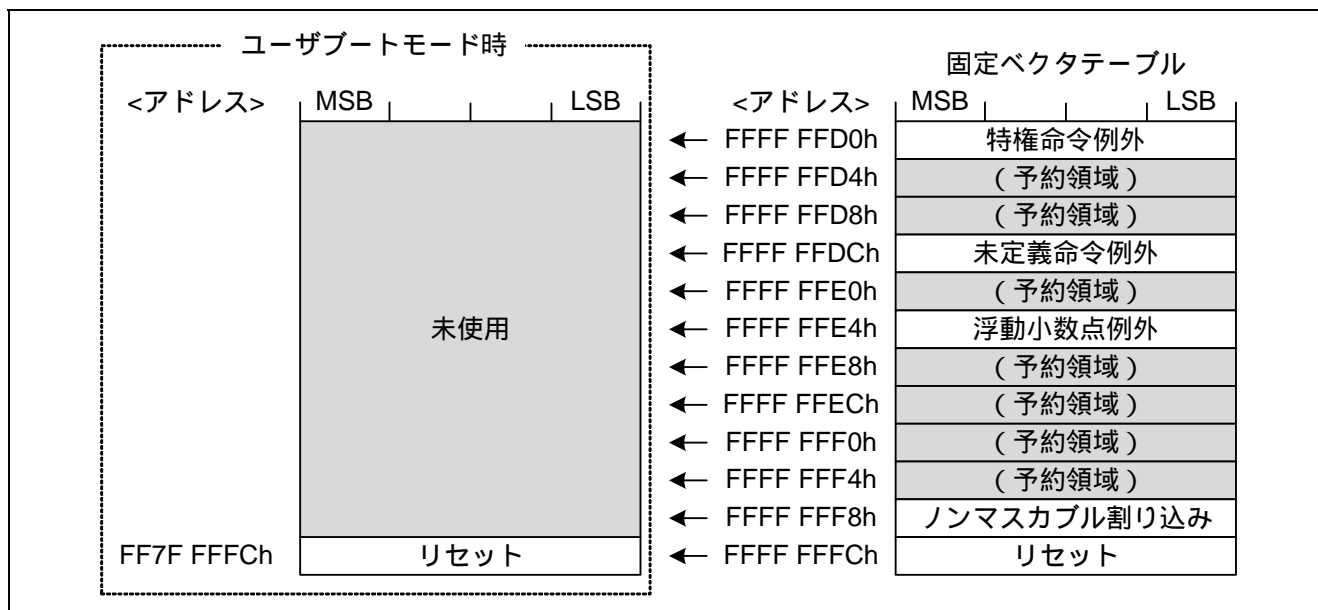 ユーザブートモード時
<アドレス> MSB LSB
未使用
FF7F FFFCh リセット
固定ベクタテーブル
<アドレス> MSB LSB
← FFFF FFD0h 特権命令例外
← FFFF FFD4h (予約領域)
← FFFF FFD8h (予約領域)
← FFFF FFDCh 未定義命令例外
← FFFF FFE0h (予約領域)
← FFFF FFE4h 浮動小数点例外
← FFFF FFE8h (予約領域)
← FFFF FFECh (予約領域)
← FFFF FFF0h (予約領域)
← FFFF FFF4h (予約領域)
← FFFF FFF8h ノンマスカブル割り込み
← FFFF FFFCh リセット